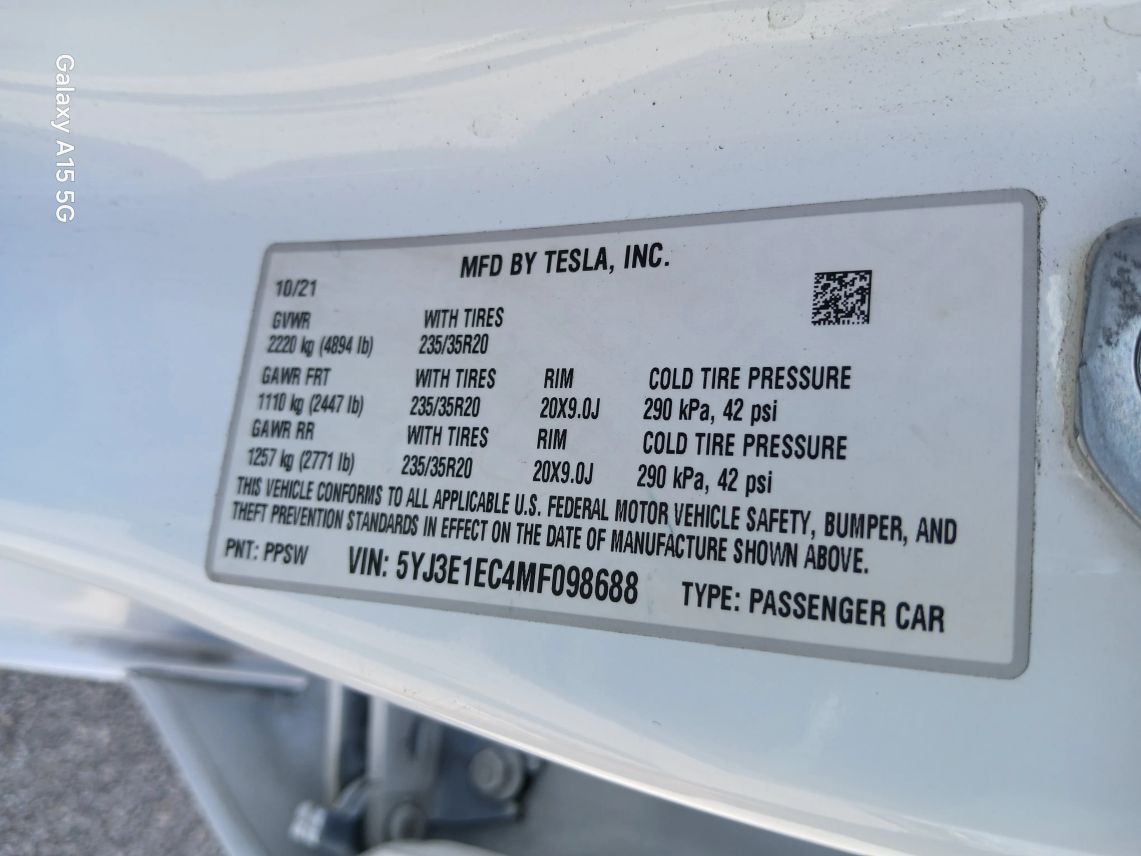 Galaxy A15 5G
MFD BY TESLA, INC.
10/21
GVWR WITH TIRES
2220 kg (4894 lb) 235/35R20
GAWR FRT WITH TIRES RIM COLD TIRE PRESSURE
1110 kg (2447 lb) 235/35R20 20X9.0J 290 kPa, 42 psi
GAWR RR WITH TIRES RIM COLD TIRE PRESSURE
1257 kg (2771 lb) 235/35R20 20X9.0J 290 kPa, 42 psi
THIS VEHICLE CONFORMS TO ALL APPLICABLE U.S. FEDERAL MOTOR VEHICLE SAFETY, BUMPER, AND
THEFT PREVENTION STANDARDS IN EFFECT ON THE DATE OF MANUFACTURE SHOWN ABOVE.
PNT: PPSW VIN: 5YJ3E1EC4MF098688 TYPE: PASSENGER CAR